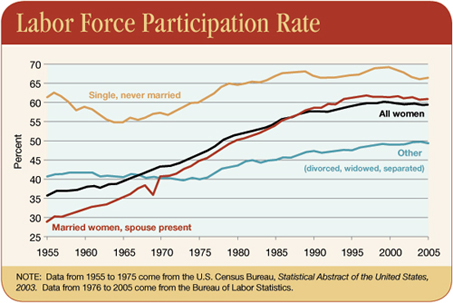 Labor Force Participation Rate
70
65
60
55
50
45
40
35
30
25
Percent
Single, never married
All women
Other
(divorced, widowed, separated)
Married women, spouse present
1955 1960 1965 1970 1975 1980 1985 1990 1995 2000 2005
NOTE: Data from 1955 to 1975 come from the U.S. Census Bureau, Statistical Abstract of the United States,
2003. Data from 1976 to 2005 come from the Bureau of Labor Statistics.